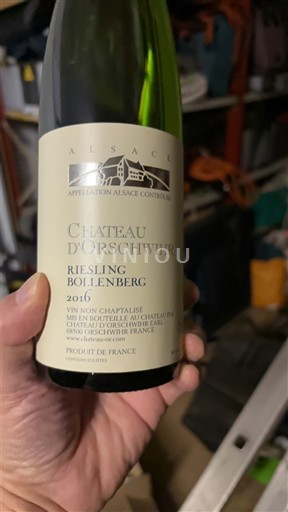 ALSACE
APPELLATION ALSACE CONTRÔLÉE
CHATEAU
D'ORSCHWIHR
VINIOU
RIESLING
BOLLENBERG
2016
VIN NON CHAPTALISÉ
MIS EN BOUTEILLE AU CHATEAU PAR
CHATEAU D'ORSCHWIHR EARL
68500 ORSCHWIHR FRANCE
www.chateau-or.com
PRODUIT DE FRANCE